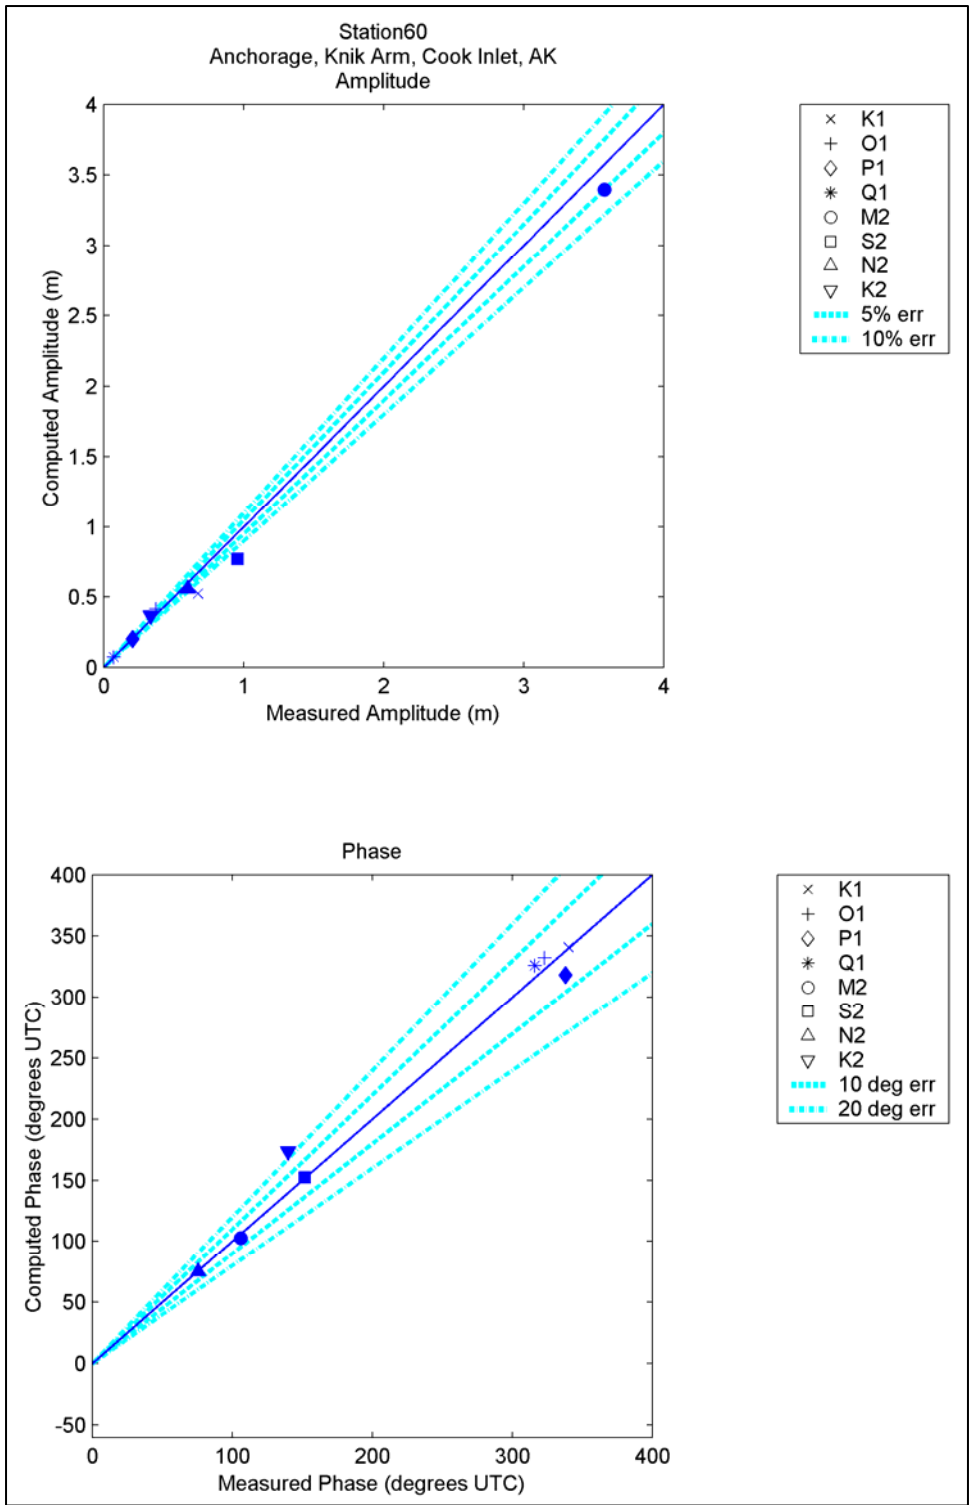 Station60
Anchorage, Knik Arm, Cook Inlet, AK
Amplitude
4
3.5
3
2.5
2
1.5
1
0.5
0
Computed Amplitude (m)
0 1 2 3 4
Measured Amplitude (m)
K1
O1
P1
Q1
M2
S2
N2
K2
5% err
10% err
Phase
400
350
300
250
200
150
100
50
0
-50
Computed Phase (degrees UTC)
0 100 200 300 400
Measured Phase (degrees UTC)
K1
O1
P1
Q1
M2
S2
N2
K2
10 deg err
20 deg err